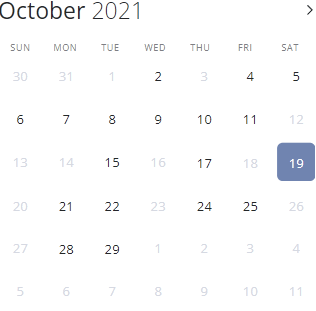 October 2021
SUN MON TUE WED THU FRI SAT
30 31 1 2 3 4 5
6 7 8 9 10 11 12
13 14 15 16 17 18 19
20 21 22 23 24 25 26
27 28 29 1 2 3 4
5 6 7 8 9 10 11